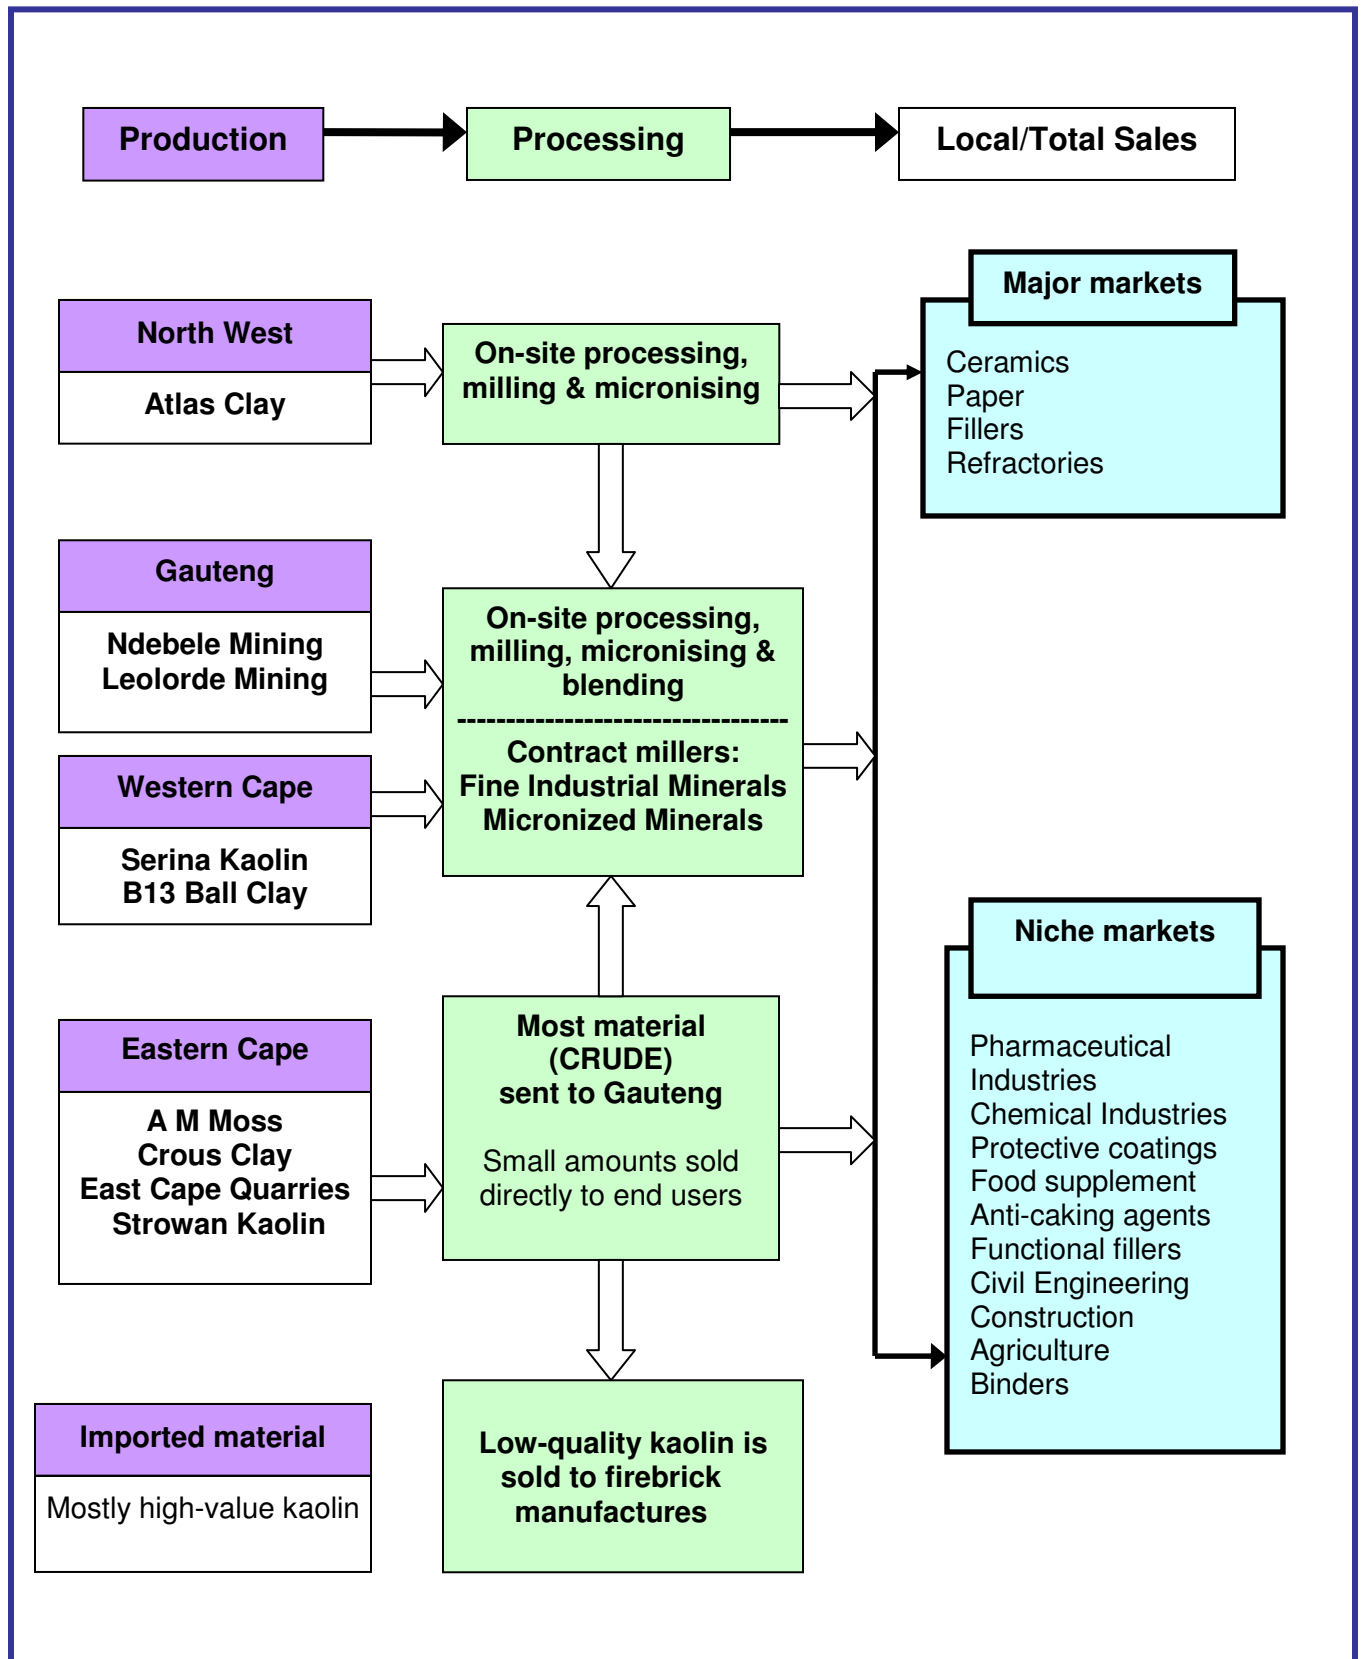 Production
Processing
Local/Total Sales
Major markets
Ceramics
Paper
Fillers
Refractories
North West
Atlas Clay
On-site processing,
milling & micronising
Gauteng
Ndebele Mining
Leolorde Mining
On-site processing,
milling, micronising &
blending
----------------------------------
Contract millers:
Fine Industrial Minerals
Micronized Minerals
Western Cape
Serina Kaolin
B13 Ball Clay
Niche markets
Pharmaceutical
Industries
Chemical Industries
Protective coatings
Food supplement
Anti-caking agents
Functional fillers
Civil Engineering
Construction
Agriculture
Binders
Eastern Cape
A M Moss
Crous Clay
East Cape Quarries
Strowan Kaolin
Most material
(CRUDE)
sent to Gauteng
Small amounts sold
directly to end users
Imported material
Mostly high-value kaolin
Low-quality kaolin is
sold to firebrick
manufactures